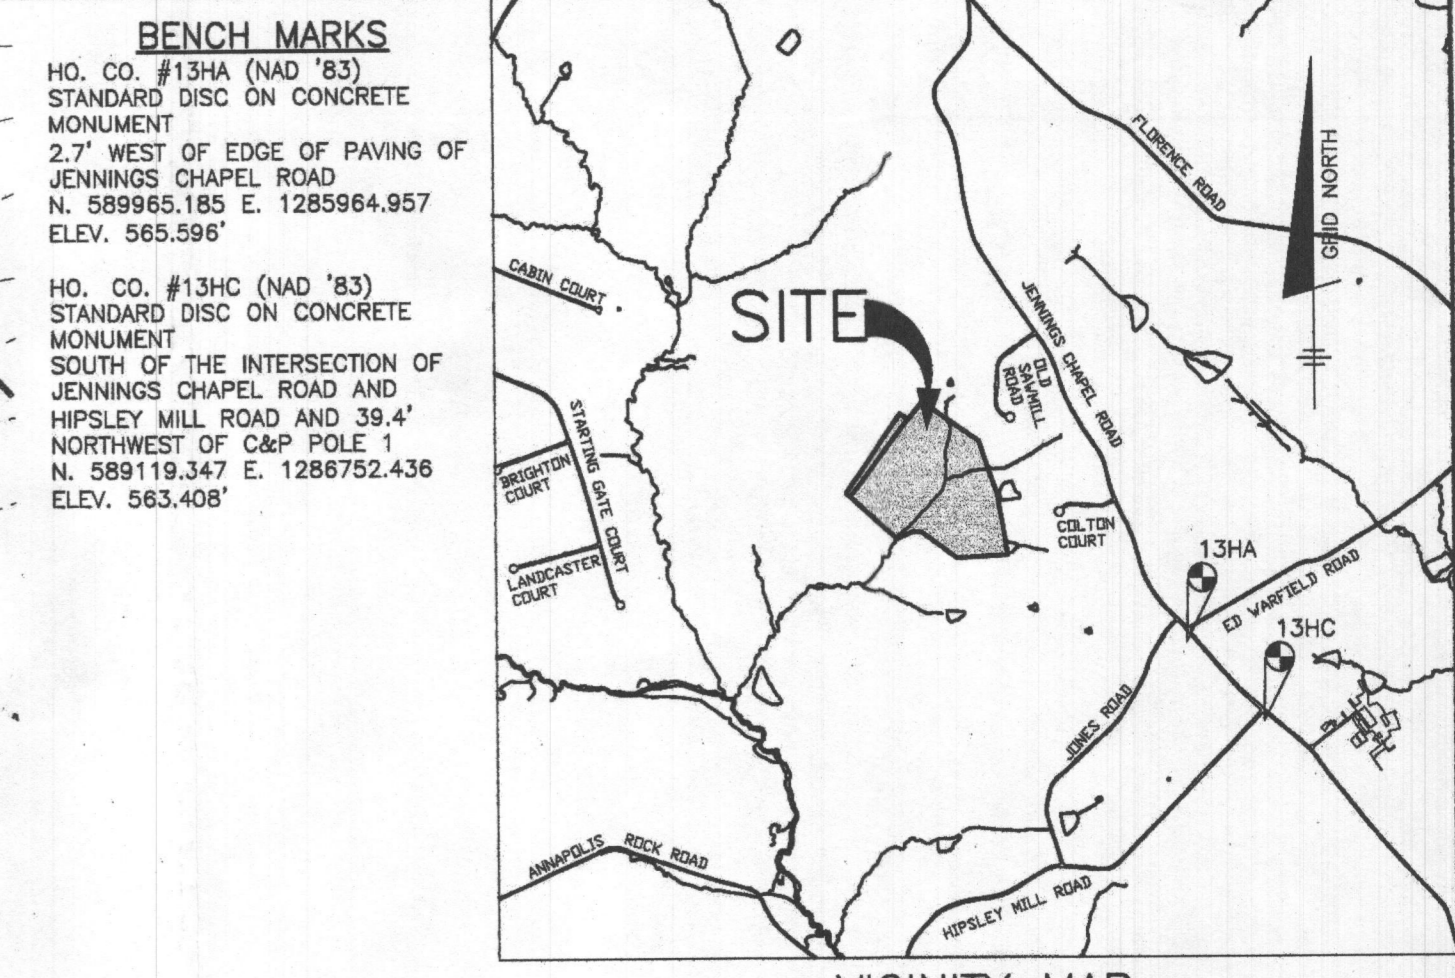 BENCH MARKS
HO. CO. #13HA (NAD '83)
STANDARD DISC ON CONCRETE
MONUMENT
2.7' WEST OF EDGE OF PAVING OF
JENNINGS CHAPEL ROAD
N. 589965.185 E. 1285964.957
ELEV. 565.596'
HO. CO. #13HC (NAD '83)
STANDARD DISC ON CONCRETE
MONUMENT
SOUTH OF THE INTERSECTION OF
JENNINGS CHAPEL ROAD AND
HIPSLEY MILL ROAD AND 39.4'
NORTHWEST OF C&P POLE 1
N. 589119.347 E. 1286752.436
ELEV. 563.408'
FLORENCE ROAD
GRID NORTH
CABIN COURT
SITE
JENNINGS CHAPEL ROAD
OLD
SAWMILL
ROAD
STARTING GATE COURT
BRIGHTON
COURT
COLTON
COURT
LANDCASTER
COURT
13HA
ED WARFIELD ROAD
13HC
JONES ROAD
ANNAPOLIS ROCK ROAD
HIPSLEY MILL ROAD
VICINITY MAP